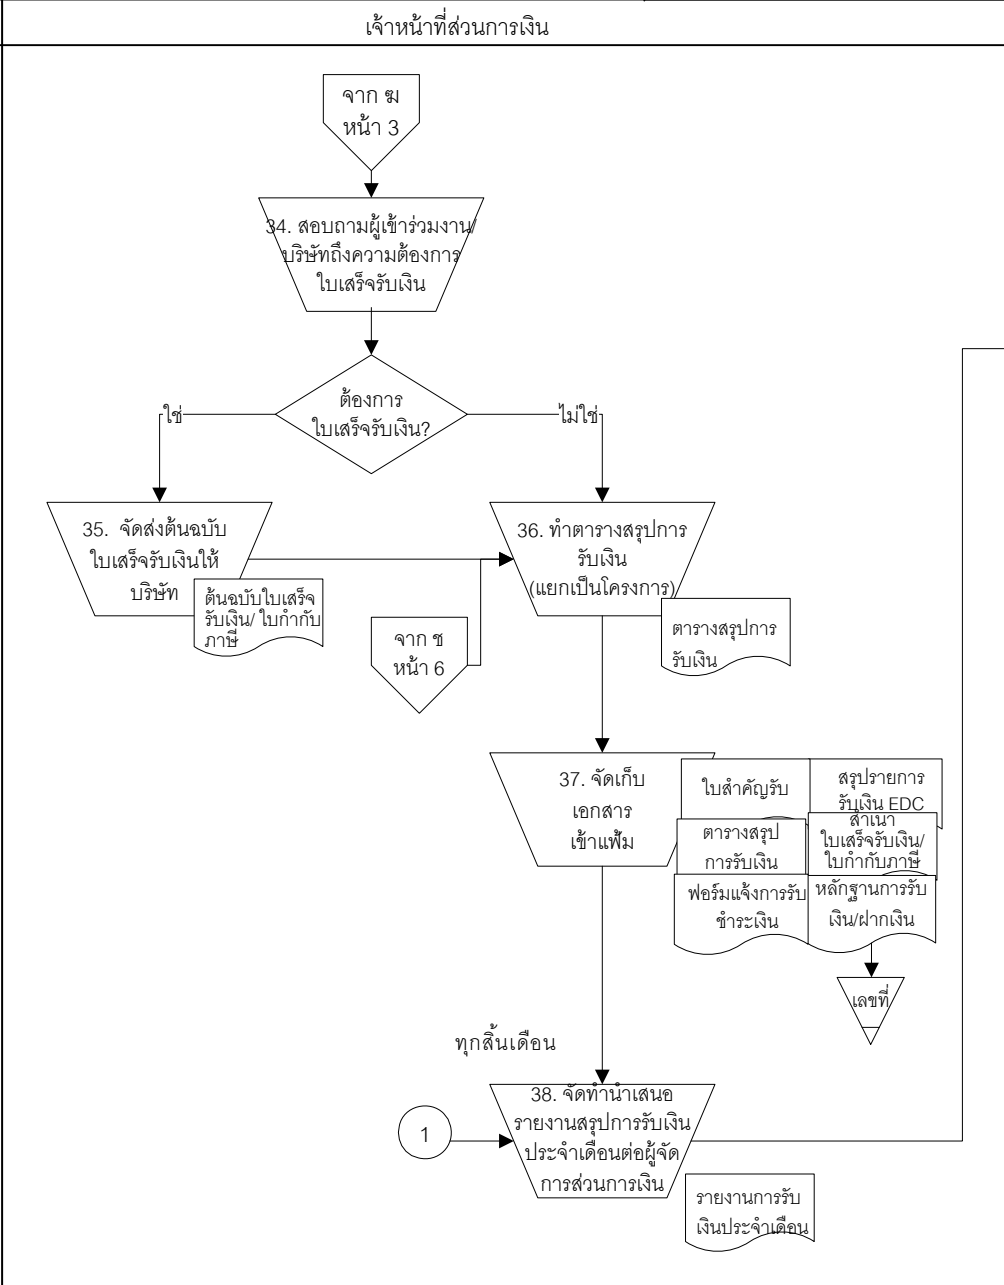 เจ้าหน้าที่ส่วนการเงิน
จาก ฆ
หน้า 3
34. สอบถามผู้เข้าร่วมงาน/
บริษัทถึงความต้องการ
ใบเสร็จรับเงิน
ต้องการ
ใบเสร็จรับเงิน?
ใช่
ไม่ใช่
35. จัดส่งต้นฉบับ
ใบเสร็จรับเงินให้
บริษัท
ต้นฉบับใบเสร็จ
รับเงิน/ ใบกำกับ
ภาษี
36. ทำตารางสรุปการ
รับเงิน
(แยกเป็นโครงการ)
ตารางสรุปการ
รับเงิน
จาก ช
หน้า 6
37. จัดเก็บ
เอกสาร
เข้าแฟ้ม
ใบสำคัญรับ
สรุปรายการ
รับเงิน EDC
ตารางสรุป
การรับเงิน
สำเนา
ใบเสร็จรับเงิน/
ใบกำกับภาษี
ฟอร์มแจ้งการรับ
ชำระเงิน
หลักฐานการรับ
เงิน/ฝากเงิน
เลขที่
ทุกสิ้นเดือน
1
38. จัดทำนำเสนอ
รายงานสรุปการรับเงิน
ประจำเดือนต่อผู้จัด
การส่วนการเงิน
รายงานการรับ
เงินประจำเดือน